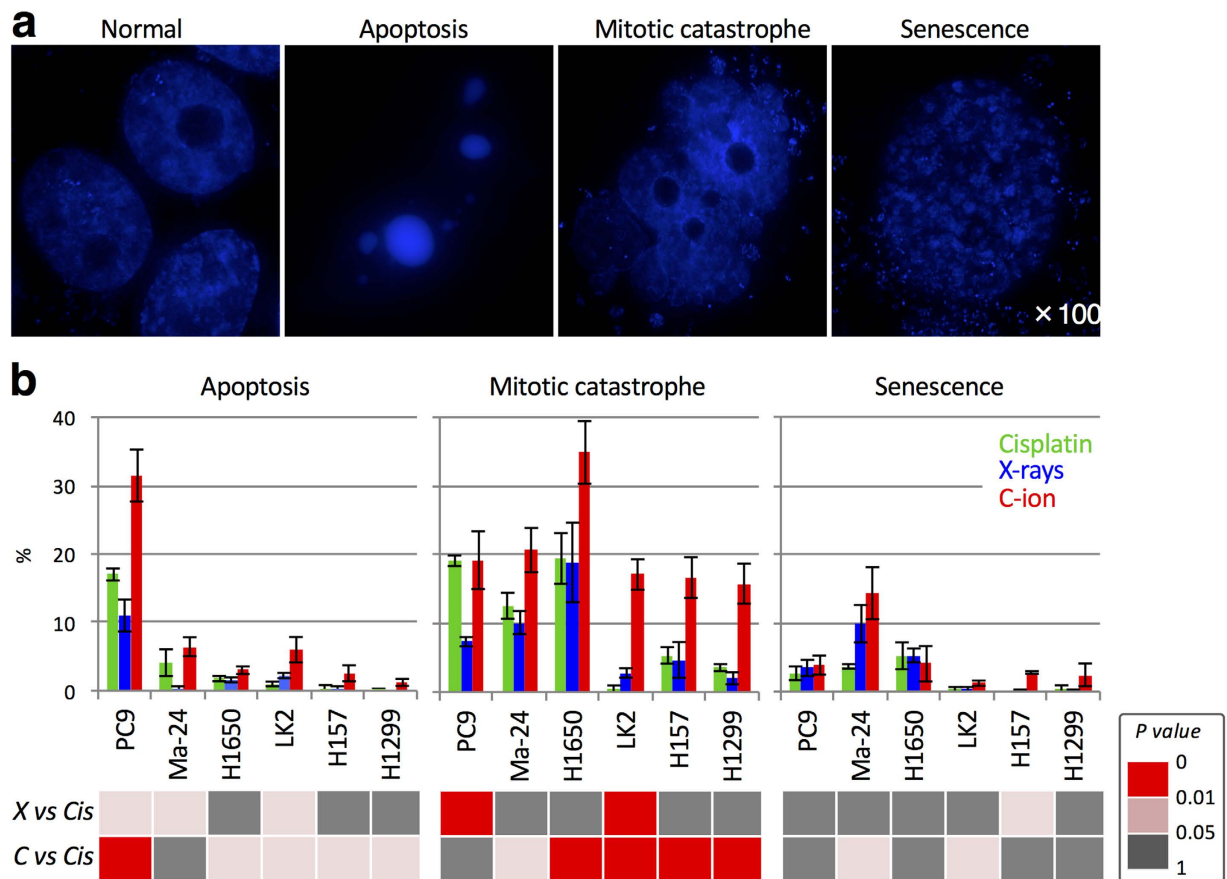 a
Normal Apoptosis Mitotic catastrophe Senescence
×100
b
Apoptosis Mitotic catastrophe Senescence
40
30
20
10
0
%
Cisplatin
X-rays
C-ion
PC9 Ma-24 H1650 LK2 H157 H1299 PC9 Ma-24 H1650 LK2 H157 H1299 PC9 Ma-24 H1650 LK2 H157 H1299
X vs Cis
C vs Cis
P value
0
0.01
0.05
1